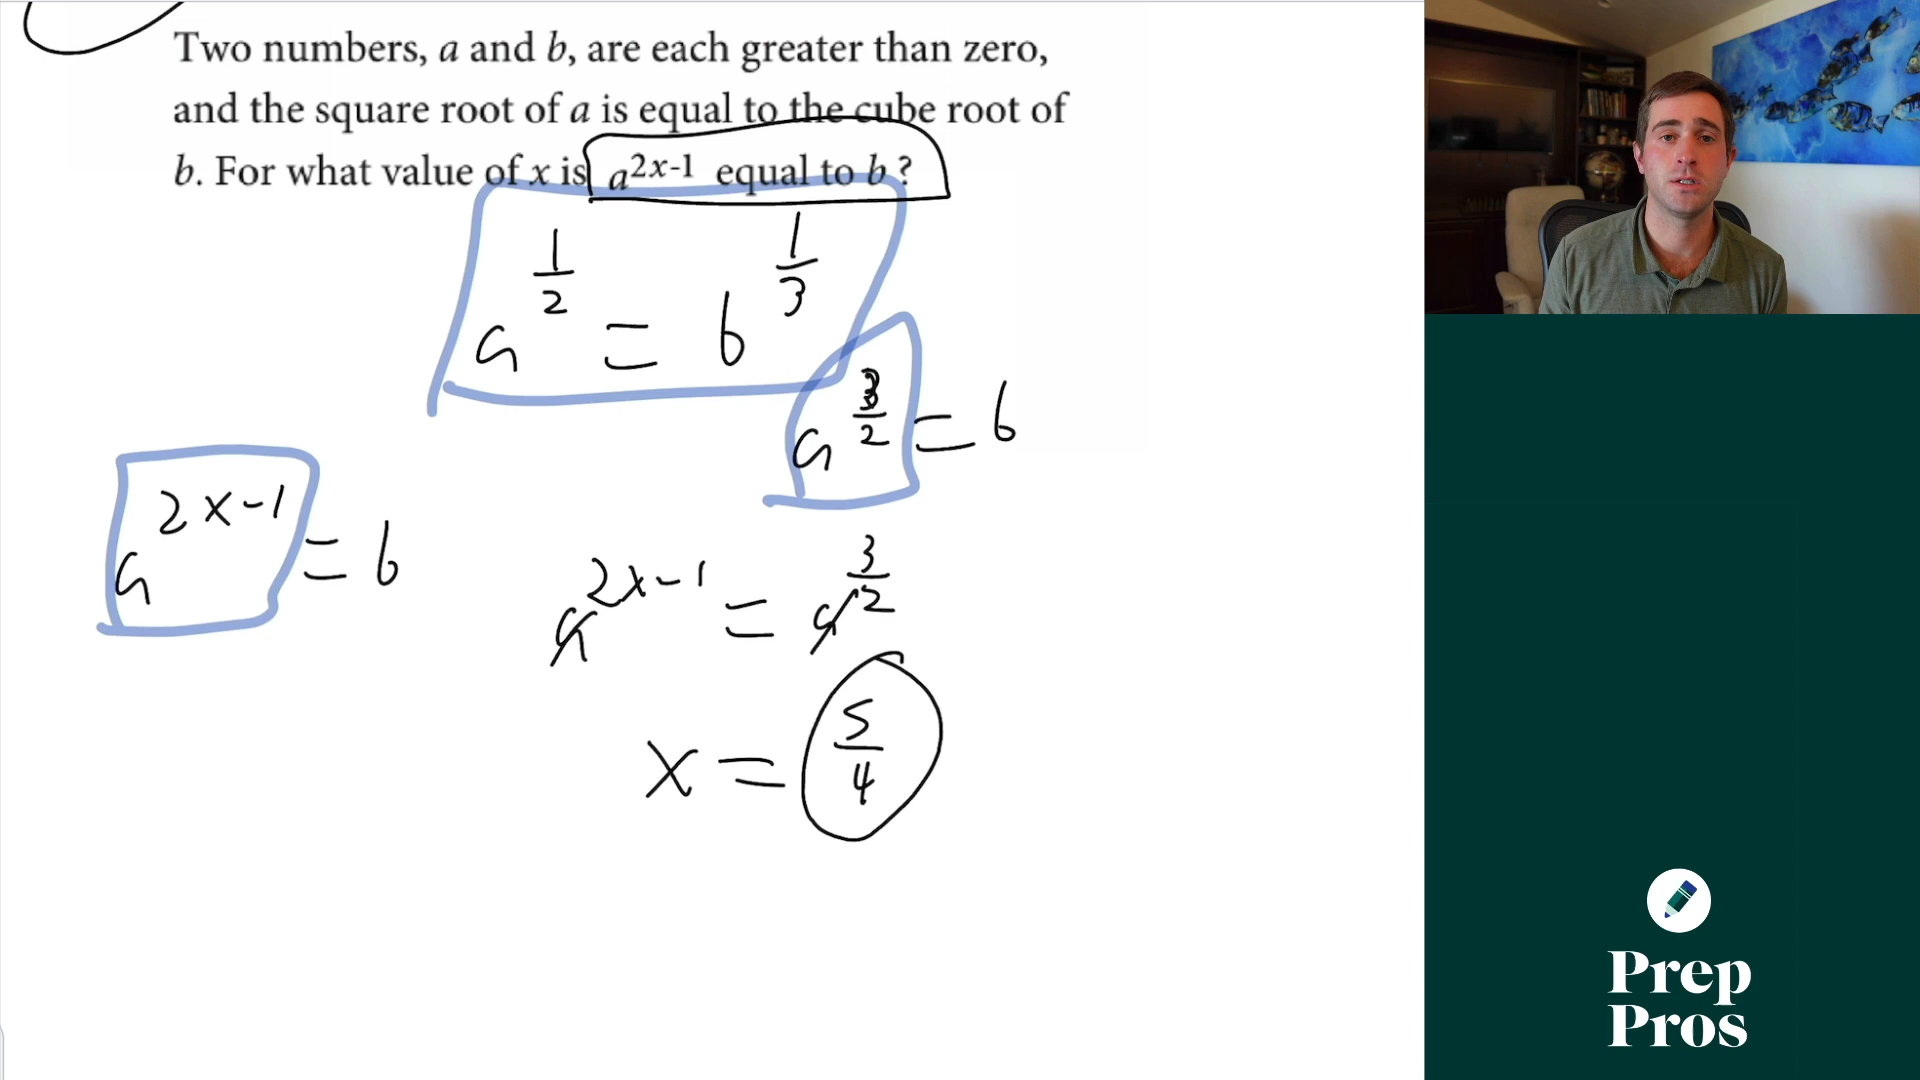 Two numbers, a and b, are each greater than zero,
and the square root of a is equal to the cube root of
b. For what value of x is a^{2x-1} equal to b?
a^{1/2} = b^{1/3}
a^{3/2} = b
a^{2x-1} = b
a^{2x-1} = a^{3/2}
x = 5/4
Prep
Pros